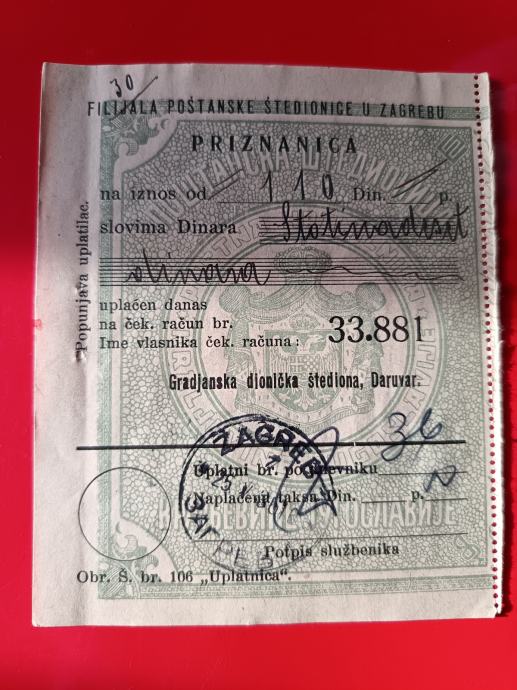 30
FILIJALA POŠTANSKE ŠTEDIONICE U ZAGREBU
PRIZNANICA
na iznos od 110 Din. p.
slovima Dinara Stotinadeset
dinara
Popunjava uplatilac.
uplaćen danas
na ček. račun br.
Ime vlasnika ček. računa:
33.881
Gradjanska dionička štediona, Daruvar.
ZAGREB
Uplatni br. po dnevniku 36
Naplaćena taksa Din. p.
Potpis službenika
Obr. Š. br. 106 „Uplatnica".